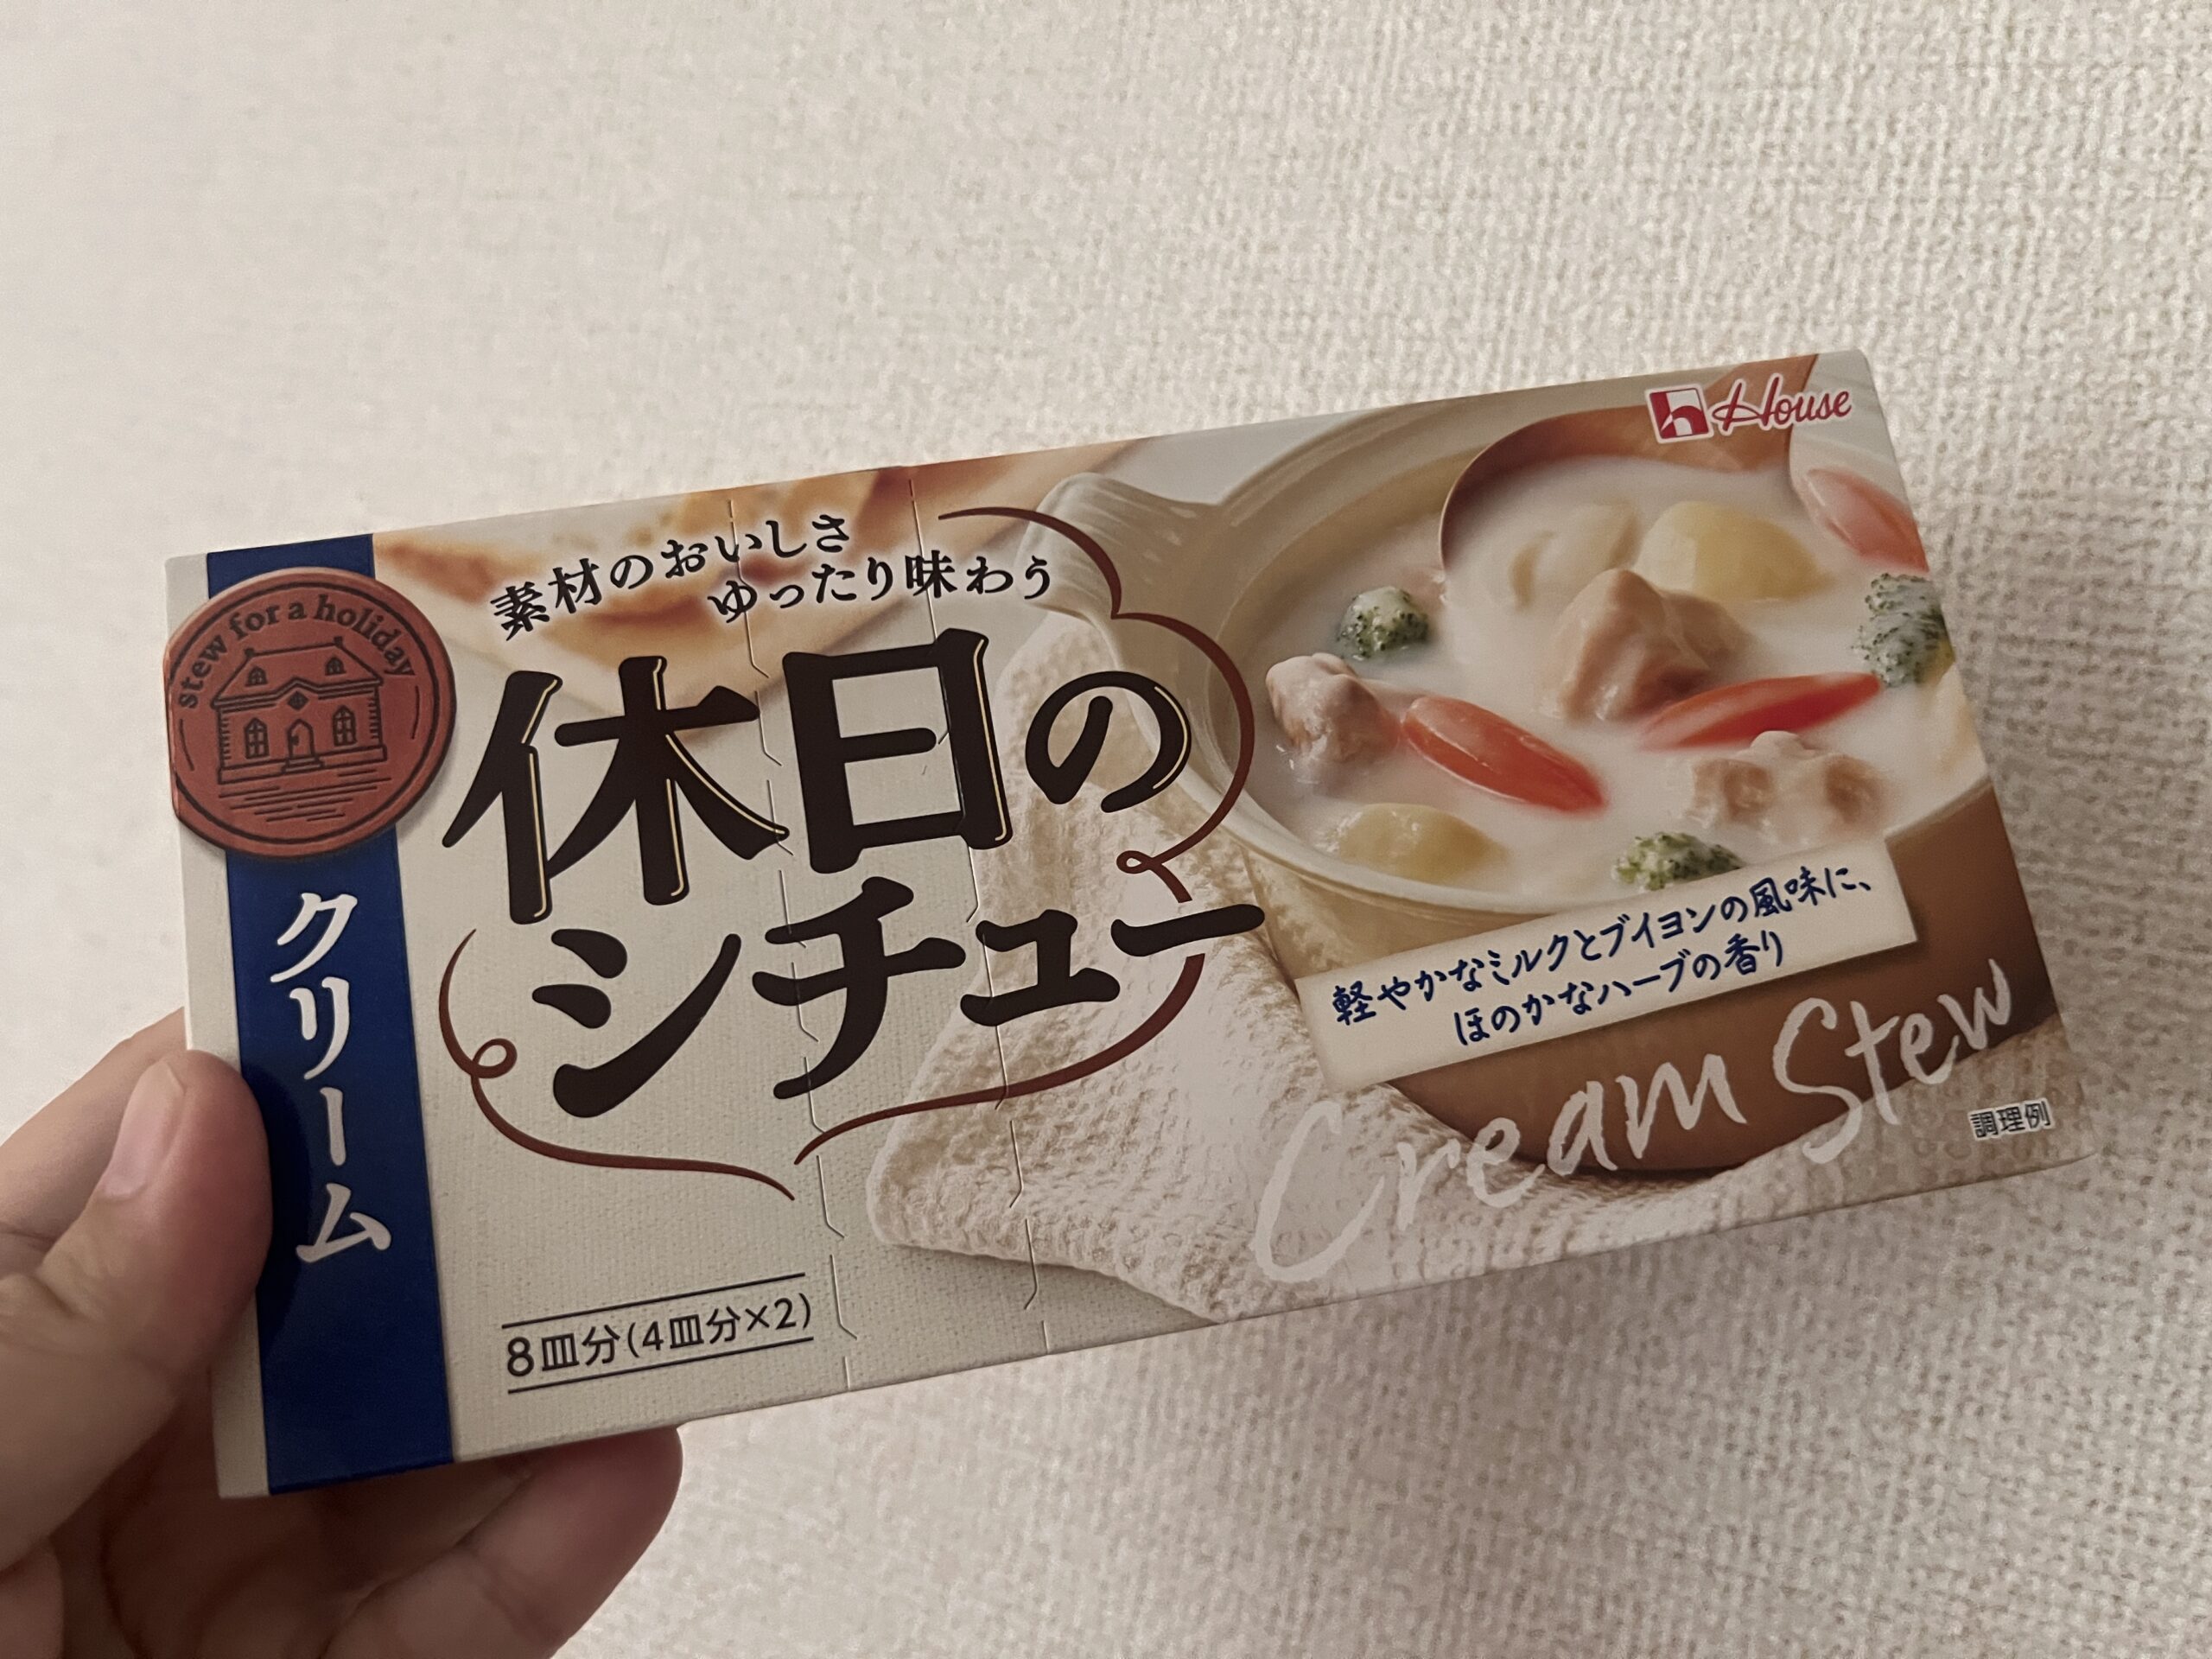 House
素材のおいしさ
ゆったり味わう
Stew for a holiday
休日の
シチュー
クリーム
軽やかなミルクとブイヨンの風味に、
ほのかなハーブの香り
Cream Stew
調理例
8皿分(4皿分×2)